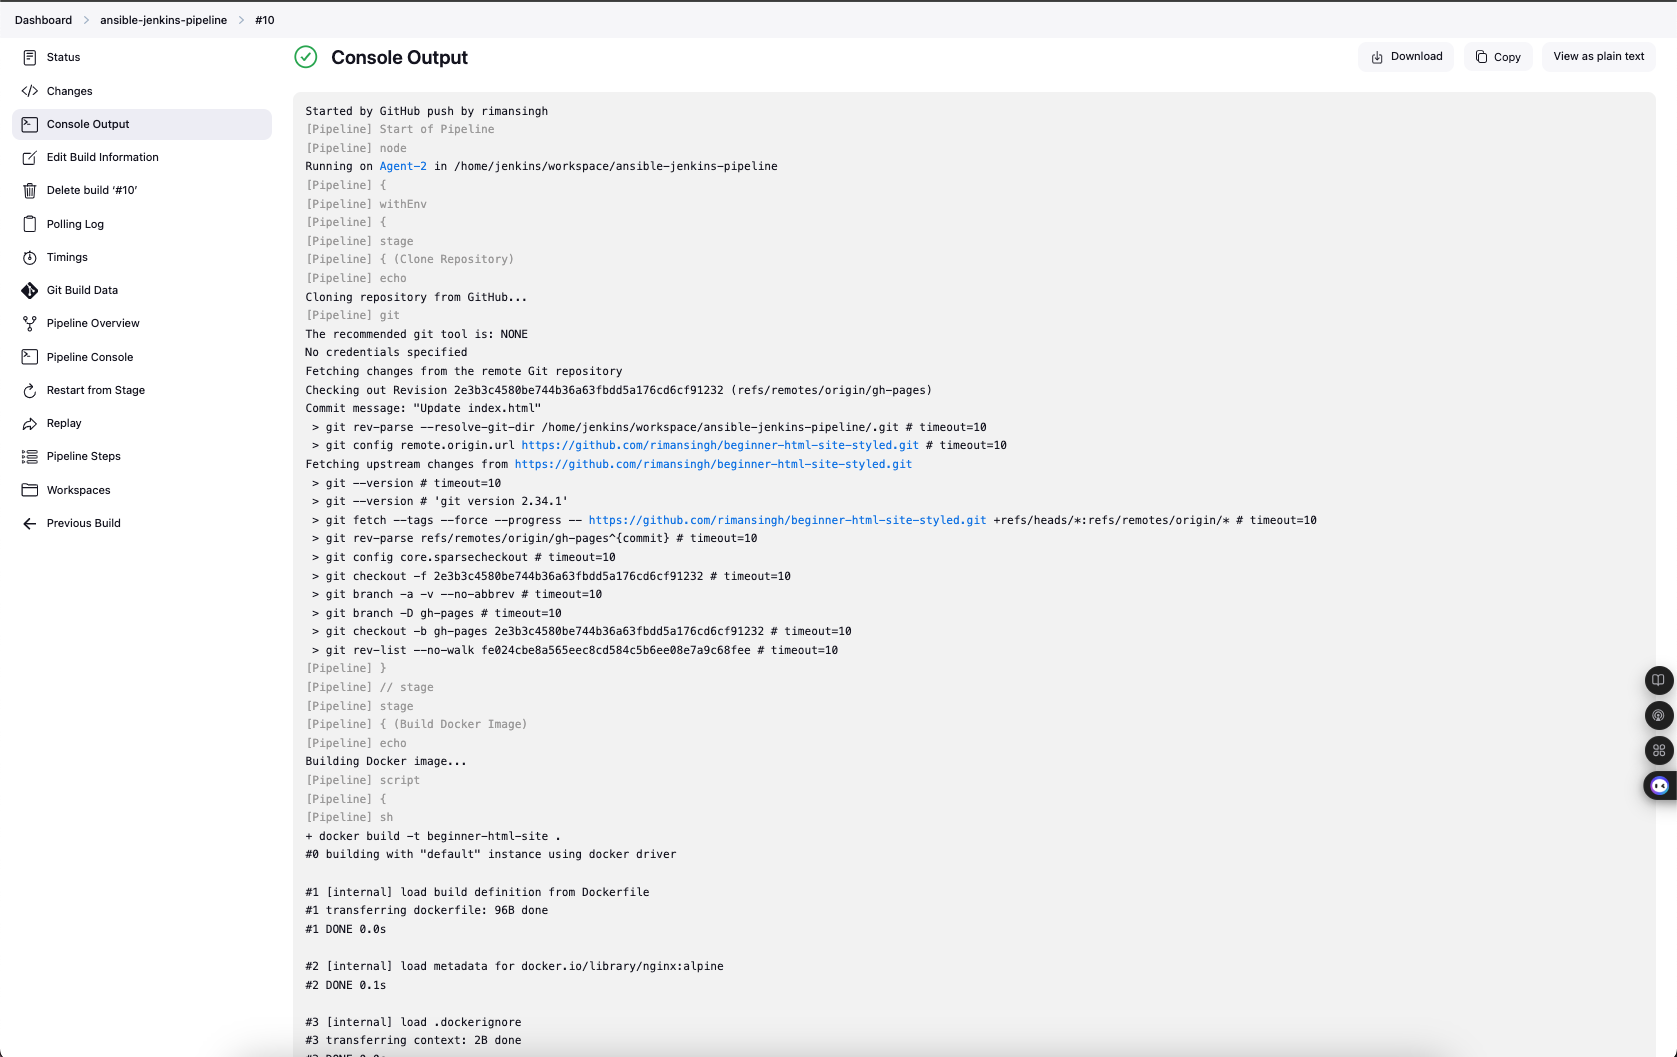 Dashboard > ansible-jenkins-pipeline > #10
Status
Changes
Console Output
Edit Build Information
Delete build ‘#10’
Polling Log
Timings
Git Build Data
Pipeline Overview
Pipeline Console
Restart from Stage
Replay
Pipeline Steps
Workspaces
Previous Build
Console Output
Download
Copy
View as plain text
Started by GitHub push by rimansingh
[Pipeline] Start of Pipeline
[Pipeline] node
Running on Agent-2 in /home/jenkins/workspace/ansible-jenkins-pipeline
[Pipeline] {
[Pipeline] withEnv
[Pipeline] {
[Pipeline] stage
[Pipeline] { (Clone Repository)
[Pipeline] echo
Cloning repository from GitHub...
[Pipeline] git
The recommended git tool is: NONE
No credentials specified
Fetching changes from the remote Git repository
Checking out Revision 2e3b3c4580be744b36a63fbdd5a176cd6cf91232 (refs/remotes/origin/gh-pages)
Commit message: "Update index.html"
> git rev-parse --resolve-git-dir /home/jenkins/workspace/ansible-jenkins-pipeline/.git # timeout=10
> git config remote.origin.url https://github.com/rimansingh/beginner-html-site-styled.git # timeout=10
Fetching upstream changes from https://github.com/rimansingh/beginner-html-site-styled.git
> git --version # timeout=10
> git --version # 'git version 2.34.1'
> git fetch --tags --force --progress -- https://github.com/rimansingh/beginner-html-site-styled.git +refs/heads/*:refs/remotes/origin/* # timeout=10
> git rev-parse refs/remotes/origin/gh-pages^{commit} # timeout=10
> git config core.sparsecheckout # timeout=10
> git checkout -f 2e3b3c4580be744b36a63fbdd5a176cd6cf91232 # timeout=10
> git branch -a -v --no-abbrev # timeout=10
> git branch -D gh-pages # timeout=10
> git checkout -b gh-pages 2e3b3c4580be744b36a63fbdd5a176cd6cf91232 # timeout=10
> git rev-list --no-walk fe024cbe8a565eec8cd584c5b6ee08e7a9c68fee # timeout=10
[Pipeline] }
[Pipeline] // stage
[Pipeline] stage
[Pipeline] { (Build Docker Image)
[Pipeline] echo
Building Docker image...
[Pipeline] script
[Pipeline] {
[Pipeline] sh
+ docker build -t beginner-html-site .
#0 building with "default" instance using docker driver
#1 [internal] load build definition from Dockerfile
#1 transferring dockerfile: 96B done
#1 DONE 0.0s
#2 [internal] load metadata for docker.io/library/nginx:alpine
#2 DONE 0.1s
#3 [internal] load .dockerignore
#3 transferring context: 2B done
#3 DONE 0.0s